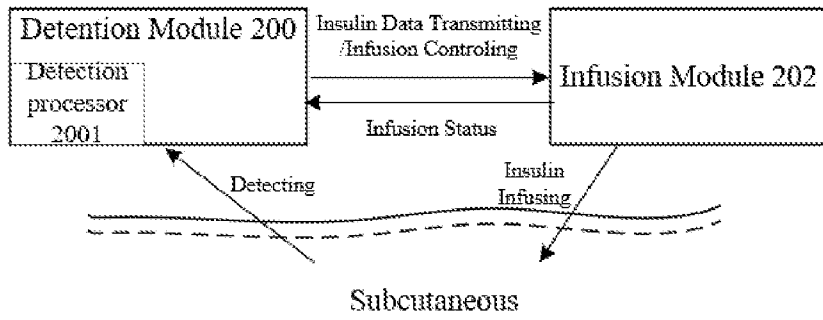 Detention Module 200
Detection
processor
2001
Insulin Data Transmitting
/Infusion Controling
Infusion Status
Infusion Module 202
Detecting
Insulin
Infusing
Subcutaneous